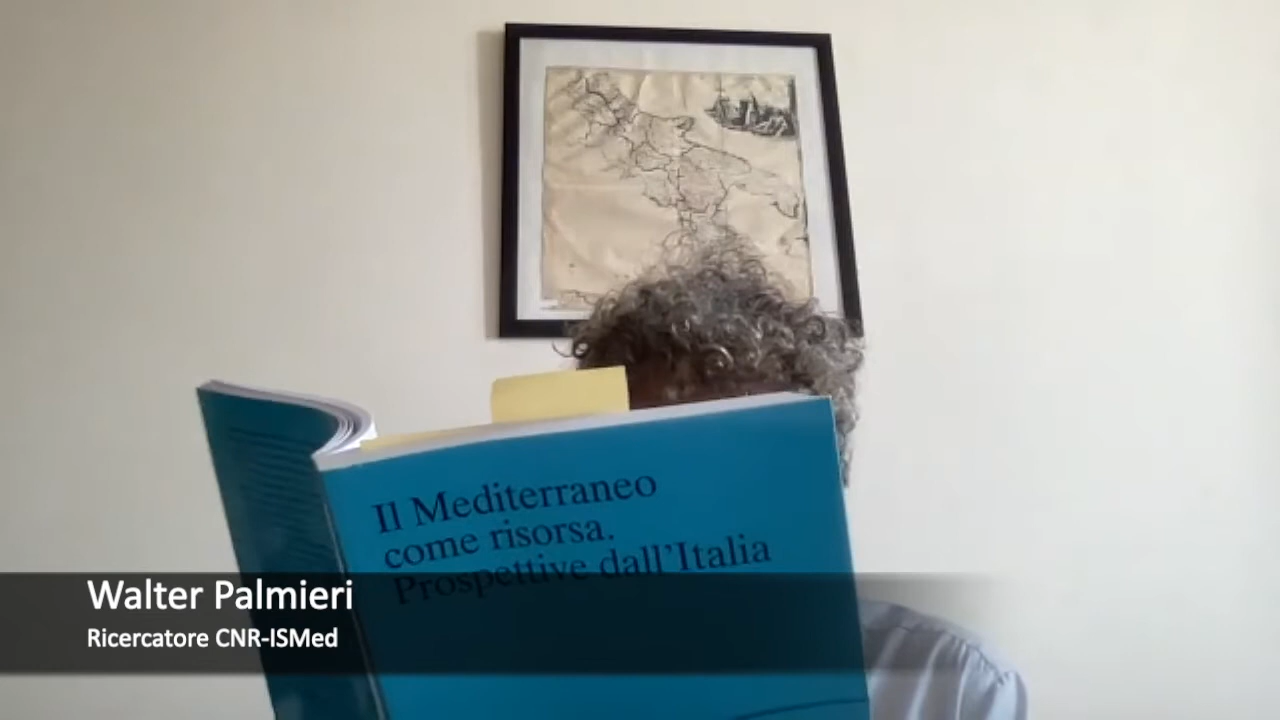 Il Mediterraneo
come risorsa.
Prospettive dall'Italia
Walter Palmieri
Ricercatore CNR-ISMed